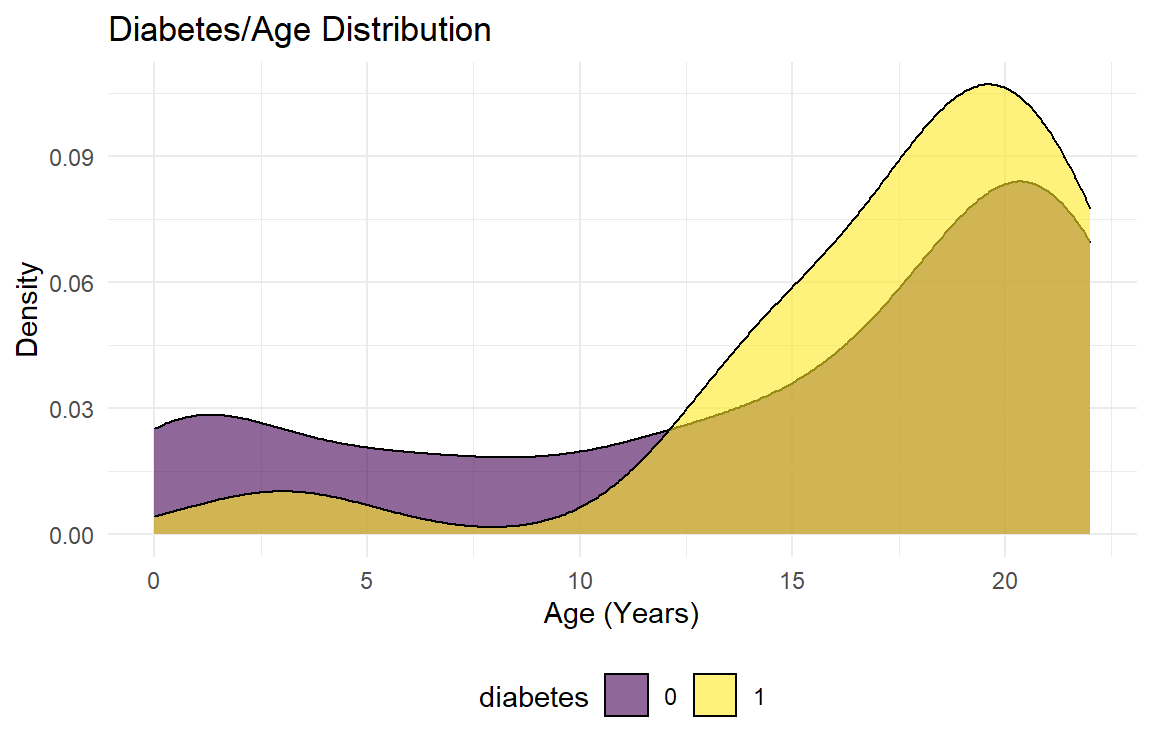 Diabetes/Age Distribution
Density
0.09
0.06
0.03
0.00
0 5 10 15 20
Age (Years)
diabetes 0 1